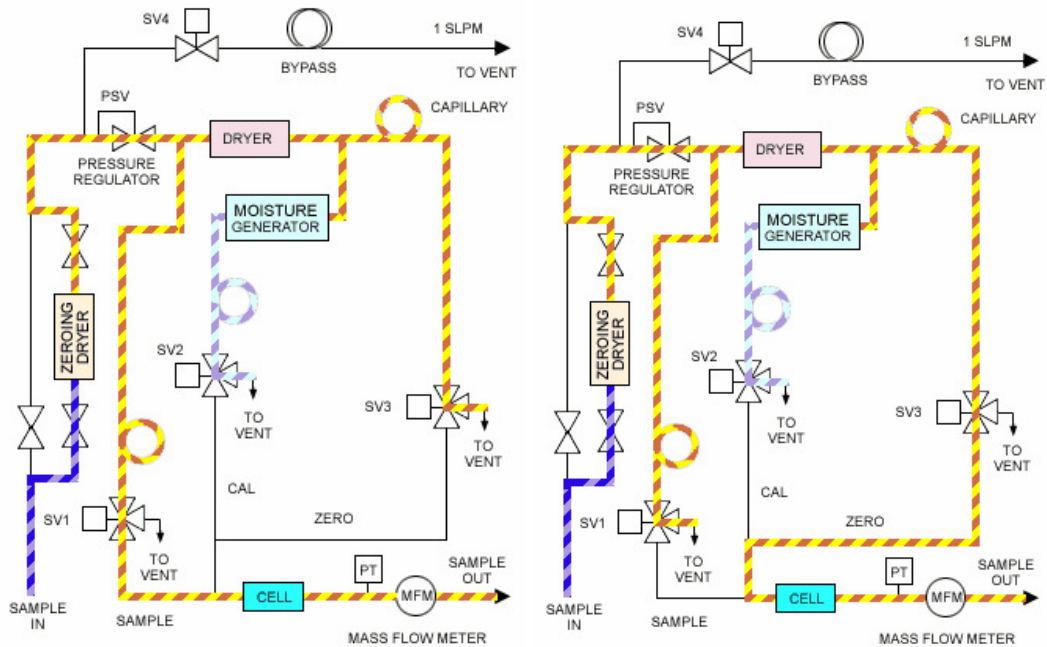 SV4
1 SLPM
BYPASS
TO VENT
PSV
CAPILLARY
DRYER
PRESSURE
REGULATOR
MOISTURE
GENERATOR
ZEROING
DRYER
SV2
TO
VENT
SV3
TO
VENT
CAL
SV1
ZERO
TO
VENT
PT
SAMPLE
OUT
CELL
MFM
SAMPLE
IN
SAMPLE
MASS FLOW METER
SV4
1 SLPM
BYPASS
TO VENT
PSV
CAPILLARY
DRYER
PRESSURE
REGULATOR
MOISTURE
GENERATOR
ZEROING
DRYER
SV2
TO
VENT
SV3
TO
VENT
CAL
SV1
ZERO
TO
VENT
PT
SAMPLE
OUT
CELL
MFM
SAMPLE
IN
SAMPLE
MASS FLOW METER